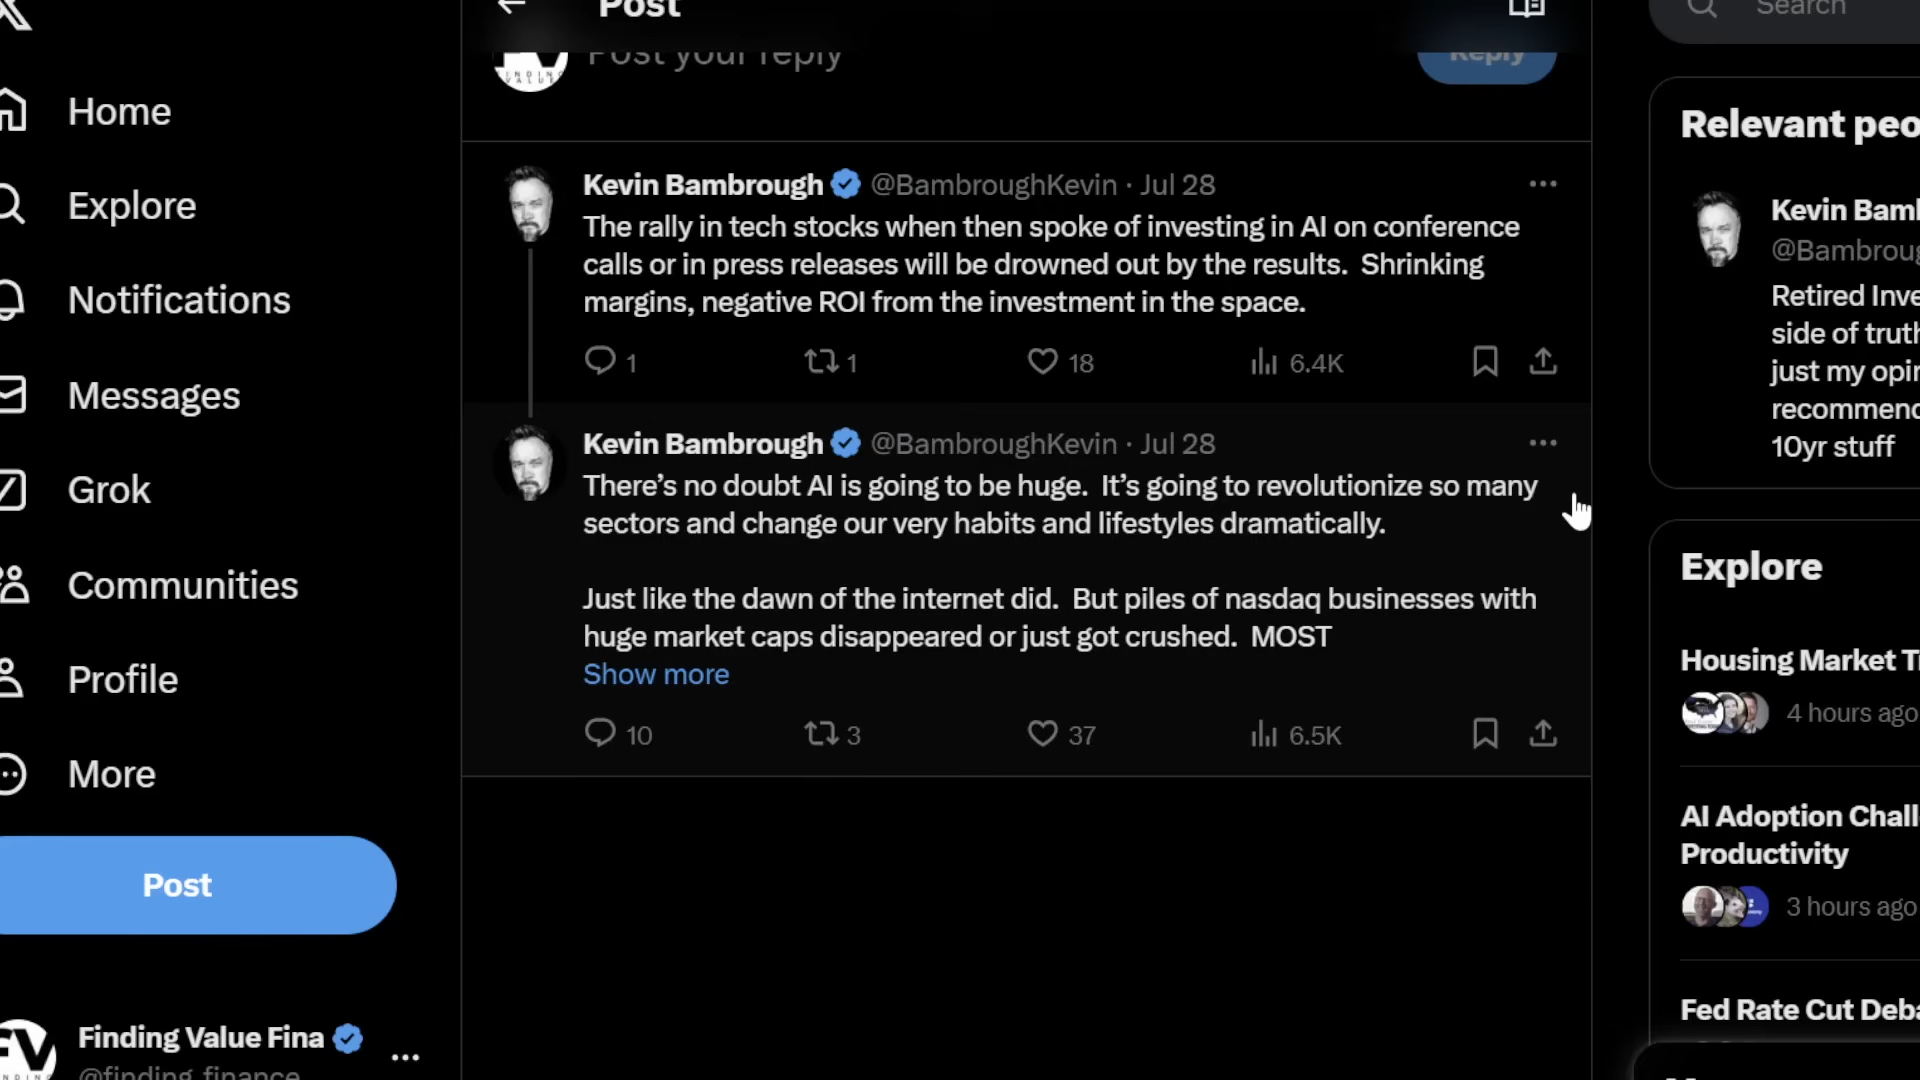 Post
Search
Post your reply
Reply
Home
Explore
Notifications
Messages
Grok
Communities
Profile
More
Post
Finding Value Fina
@finding_finance
Kevin Bambrough @BambroughKevin · Jul 28
The rally in tech stocks when then spoke of investing in AI on conference
calls or in press releases will be drowned out by the results. Shrinking
margins, negative ROI from the investment in the space.
1 1 18 6.4K
Kevin Bambrough @BambroughKevin · Jul 28
There's no doubt AI is going to be huge. It's going to revolutionize so many
sectors and change our very habits and lifestyles dramatically.
Just like the dawn of the internet did. But piles of nasdaq businesses with
huge market caps disappeared or just got crushed. MOST
Show more
10 3 37 6.5K
Relevant peo
Kevin Baml
@Bambroug
Retired Inve
side of truth
just my opin
recommenc
10yr stuff
Explore
Housing Market T
4 hours ago
AI Adoption Chall
Productivity
3 hours ago
Fed Rate Cut Deba